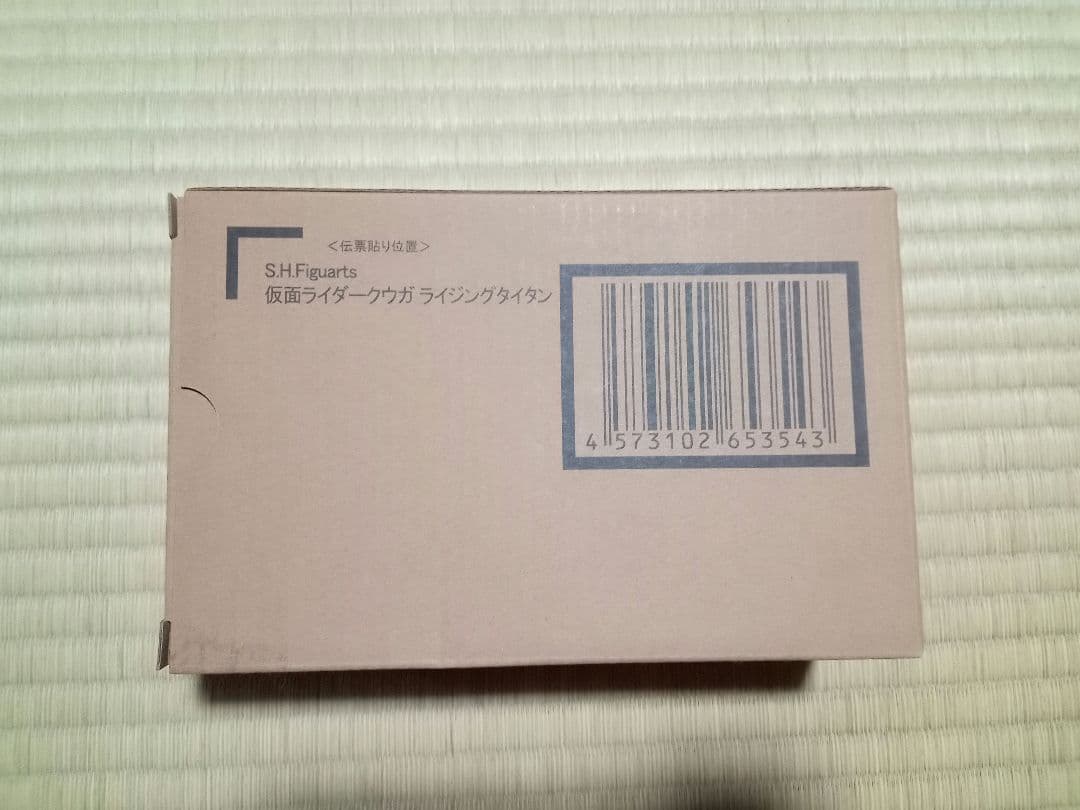 ＜伝票貼り位置＞
S.H.Figuarts
仮面ライダークウガ ライジングタイタン
4 573102 653543